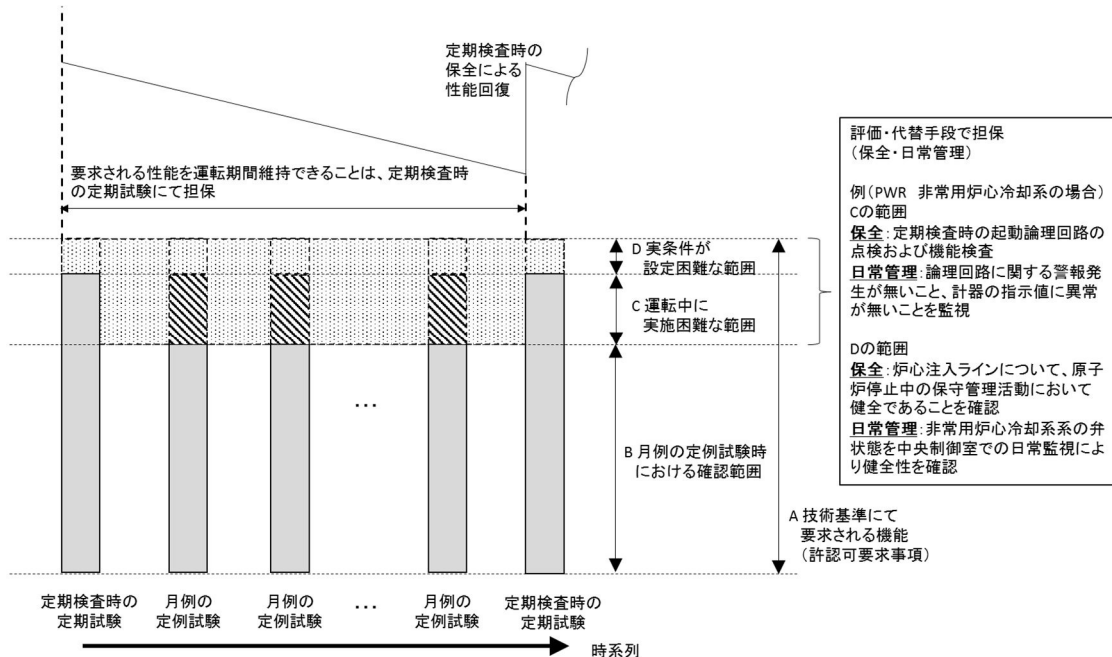 定期検査時の
保全による
性能回復
要求される性能を運転期間維持できることは、定期検査時
の定期試験にて担保
D 実条件が
設定困難な範囲
C 運転中に
実施困難な範囲
…
B 月例の定例試験時
における確認範囲
A 技術基準にて
要求される機能
（許認可要求事項）
評価・代替手段で担保
（保全・日常管理）
例（PWR 非常用炉心冷却系の場合）
Cの範囲
保全：定期検査時の起動論理回路の
点検および機能検査
日常管理：論理回路に関する警報発
生が無いこと、計器の指示値に異常
が無いことを監視
Dの範囲
保全：炉心注入ラインについて、原子
炉停止中の保守管理活動において
健全であることを確認
日常管理：非常用炉心冷却系系の弁
状態を中央制御室での日常監視によ
り健全性を確認
定期検査時の
定期試験
月例の
定例試験
月例の
定例試験
…
月例の
定例試験
定期検査時の
定期試験
時系列